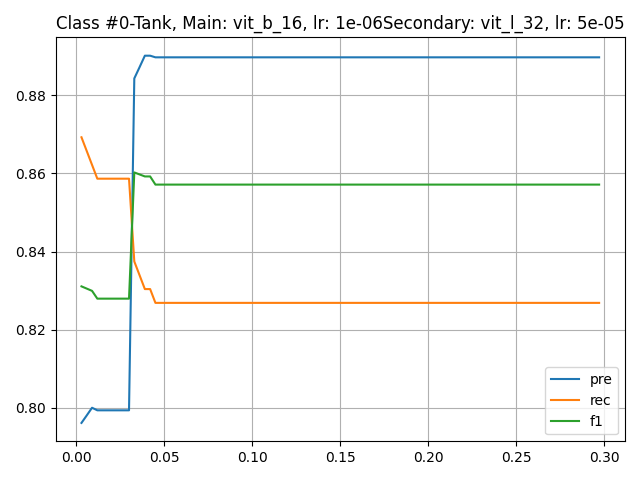 Class #0-Tank, Main: vit_b_16, lr: 1e-06Secondary: vit_l_32, lr: 5e-05
0.88
0.86
0.84
0.82
0.80
pre
rec
f1
0.00 0.05 0.10 0.15 0.20 0.25 0.30